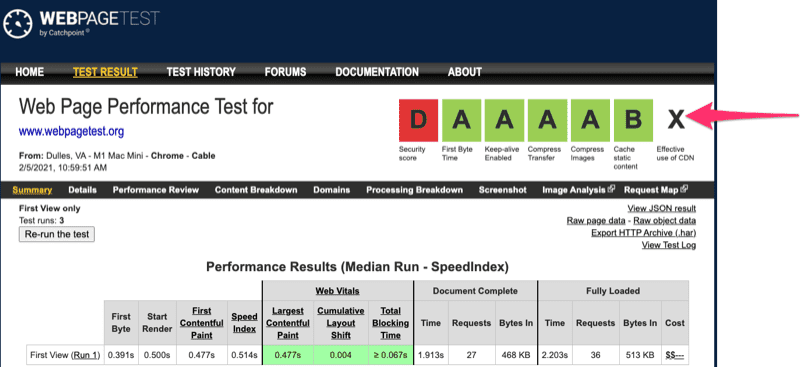 WEBPAGETEST
by Catchpoint®
HOME TEST RESULT TEST HISTORY FORUMS DOCUMENTATION ABOUT
Web Page Performance Test for
www.webpagetest.org
From: Dulles, VA - M1 Mac Mini - Chrome - Cable
2/5/2021, 10:59:51 AM
D A A A A B X
Security score
First Byte Time
Keep-alive Enabled
Compress Transfer
Compress Images
Cache static content
Effective use of CDN
Summary Details Performance Review Content Breakdown Domains Processing Breakdown Screenshot Image Analysis Request Map
First View only
Test runs: 3
Re-run the test
View JSON result
Raw page data - Raw object data
Export HTTP Archive (.har)
View Test Log
Performance Results (Median Run - SpeedIndex)
Web Vitals Document Complete Fully Loaded
First Byte Start Render First Contentful Paint Speed Index Largest Contentful Paint Cumulative Layout Shift Total Blocking Time Time Requests Bytes In Time Requests Bytes In Cost
First View (Run 1) 0.391s 0.500s 0.477s 0.514s 0.477s 0.004 ≥ 0.067s 1.913s 27 468 KB 2.203s 36 513 KB $$---